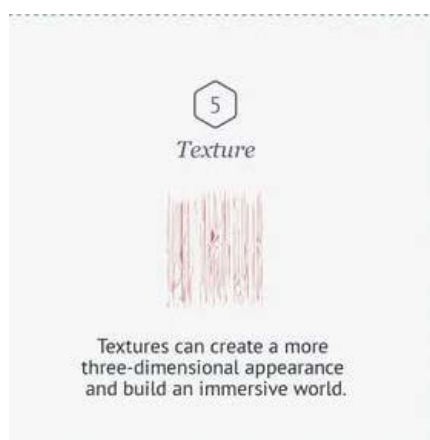 5
Texture
Textures can create a more
three-dimensional appearance
and build an immersive world.